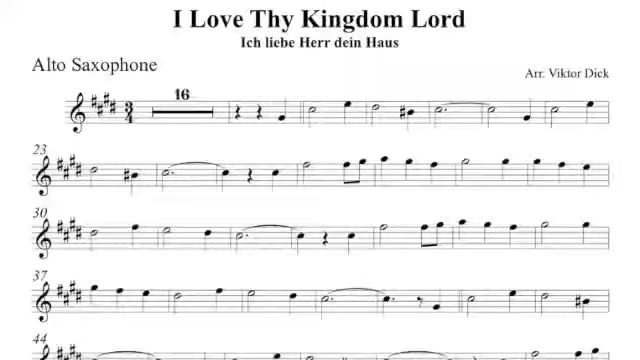 I Love Thy Kingdom Lord
Ich liebe Herr dein Haus
Alto Saxophone
Arr. Viktor Dick
16
3
4
23
30
37
44